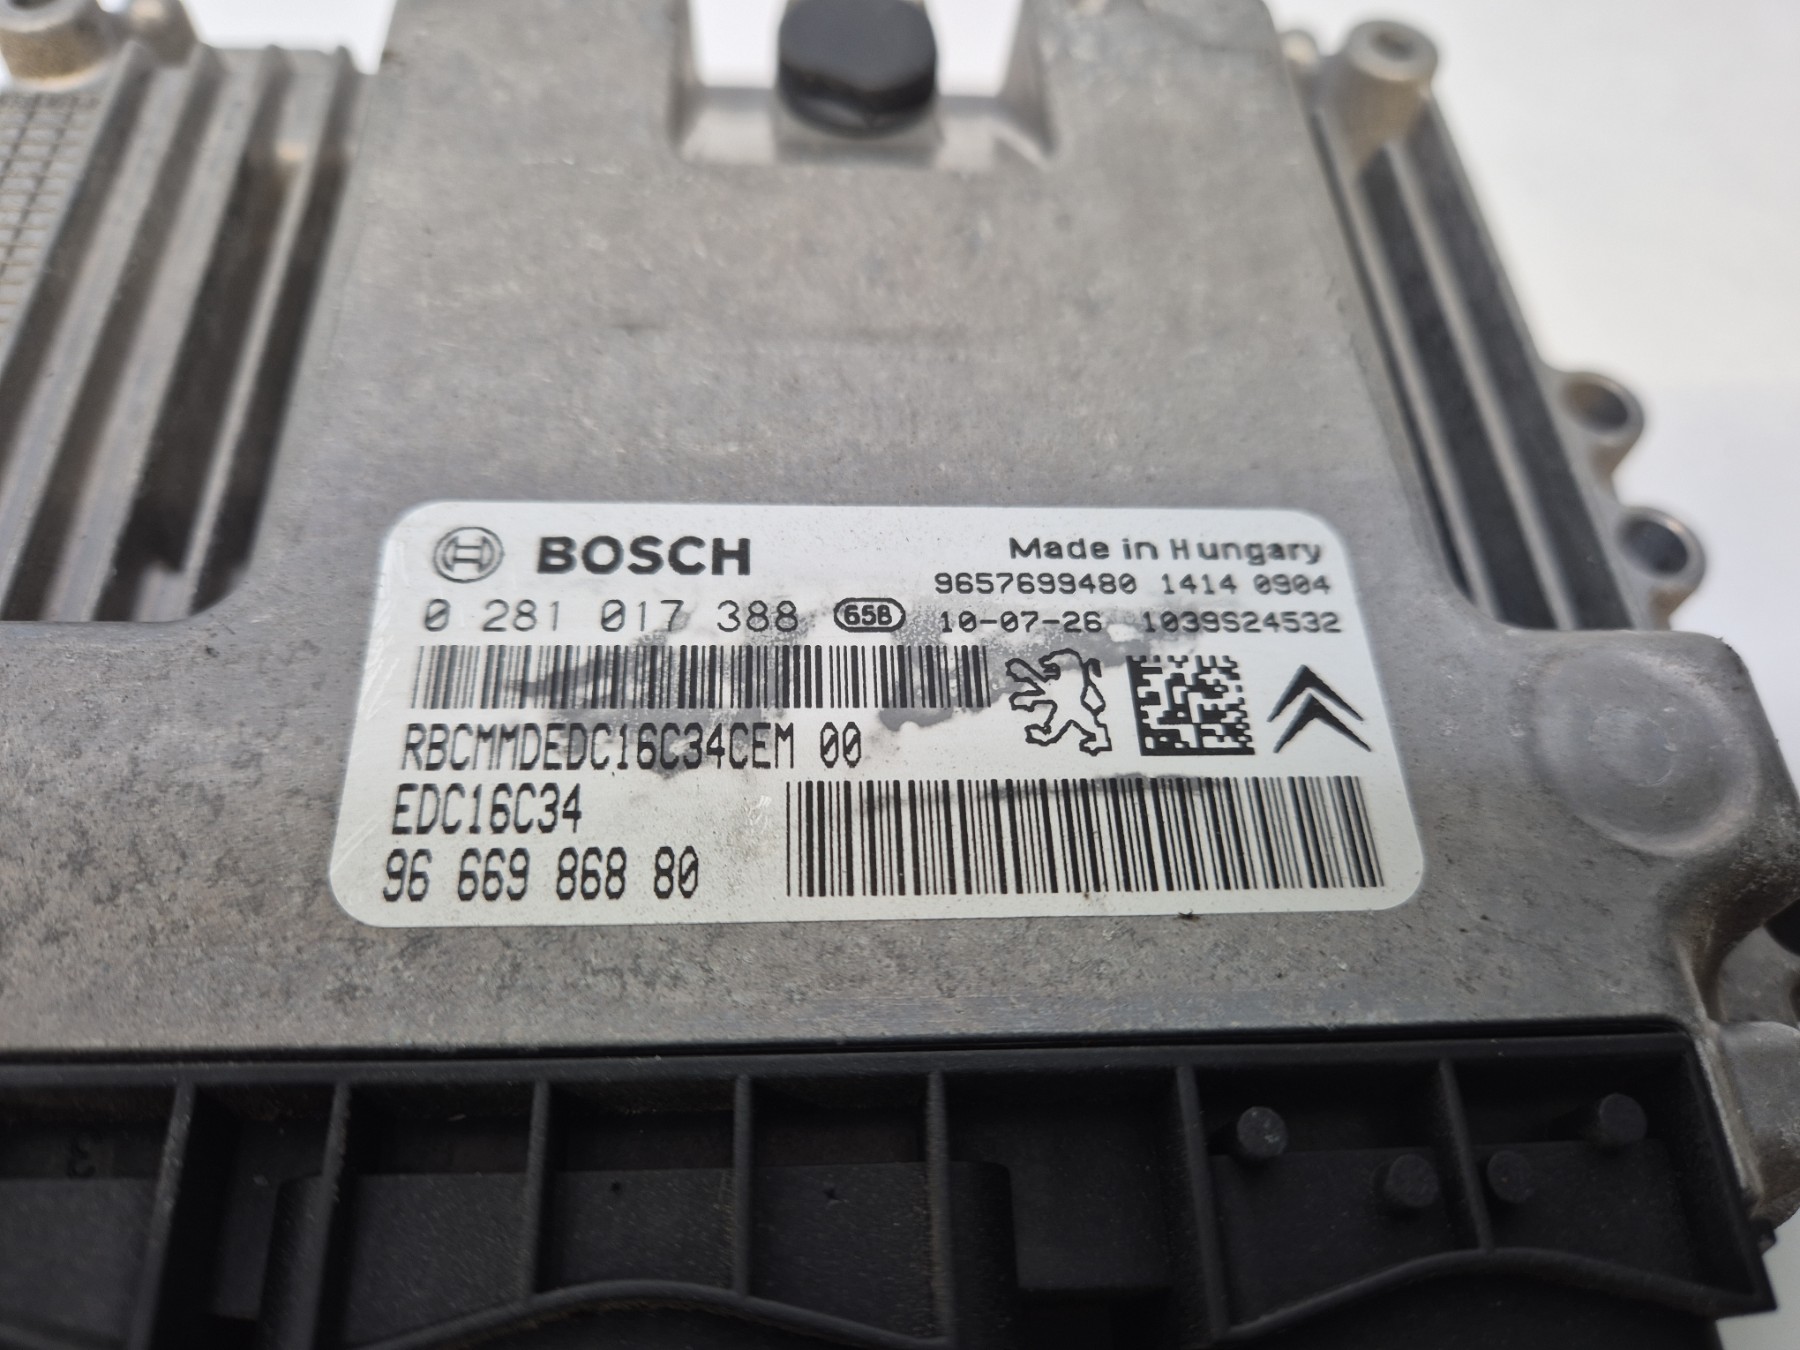 BOSCH
Made in Hungary
9657699480 1414 0904
0 281 017 388 65B 10-07-26 1039S24532
RBCMMDEDC16C34CEM 00
EDC16C34
96 669 868 80